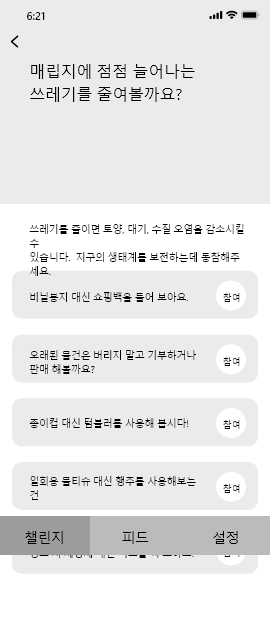 6:21
매립지에 점점 늘어나는
쓰레기를 줄여볼까요?
쓰레기를 줄이면 토양, 대기, 수질 오염을 감소시킬
수
있습니다. 지구의 생태계를 보전하는데 동참해주
세요.
비닐봉지 대신 쇼핑백을 들어 보아요.
참여
오래된 물건은 버리지 말고 기부하거나
판매 해볼까요?
참여
종이컵 대신 텀블러를 사용해 봅시다!
참여
일회용 물티슈 대신 행주를 사용해보는
건
참여
챌린지
피드
설정